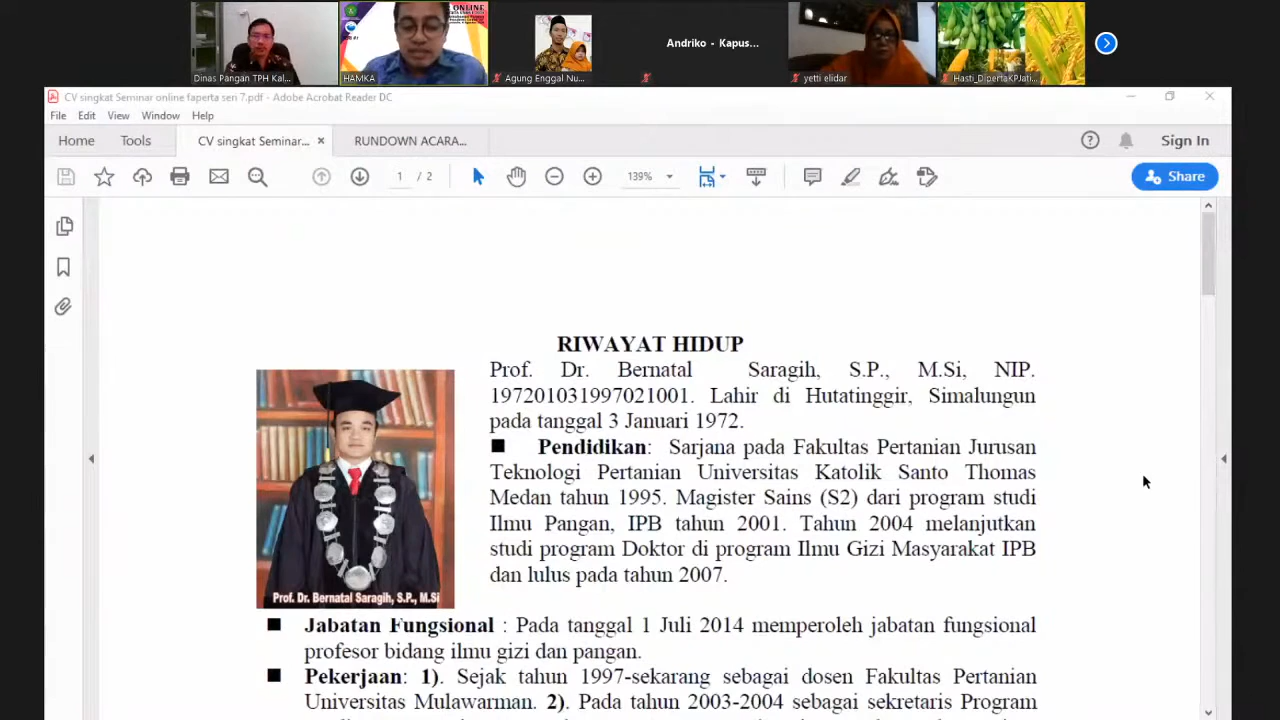 ONLINE
Dinas Pangan TPH Kal...
HAMKA
Agung Enggal Nu...
Andriko - Kapus...
yetti elidar
Hasti_DipertaKPJati...
CV singkat Seminar online faperta seri 7.pdf - Adobe Acrobat Reader DC
File Edit View Window Help
Home Tools CV singkat Seminar... × RUNDOWN ACARA... Sign In
1 / 2 139% Share
RIWAYAT HIDUP
Prof. Dr. Bernatal Saragih, S.P., M.Si, NIP.
197201031997021001. Lahir di Hutatinggir, Simalungun
pada tanggal 3 Januari 1972.
Pendidikan: Sarjana pada Fakultas Pertanian Jurusan
Teknologi Pertanian Universitas Katolik Santo Thomas
Medan tahun 1995. Magister Sains (S2) dari program studi
Ilmu Pangan, IPB tahun 2001. Tahun 2004 melanjutkan
studi program Doktor di program Ilmu Gizi Masyarakat IPB
dan lulus pada tahun 2007.
Prof. Dr. Bernatal Saragih, S.P., M.Si
Jabatan Fungsional : Pada tanggal 1 Juli 2014 memperoleh jabatan fungsional
profesor bidang ilmu gizi dan pangan.
Pekerjaan: 1). Sejak tahun 1997-sekarang sebagai dosen Fakultas Pertanian
Universitas Mulawarman. 2). Pada tahun 2003-2004 sebagai sekretaris Program